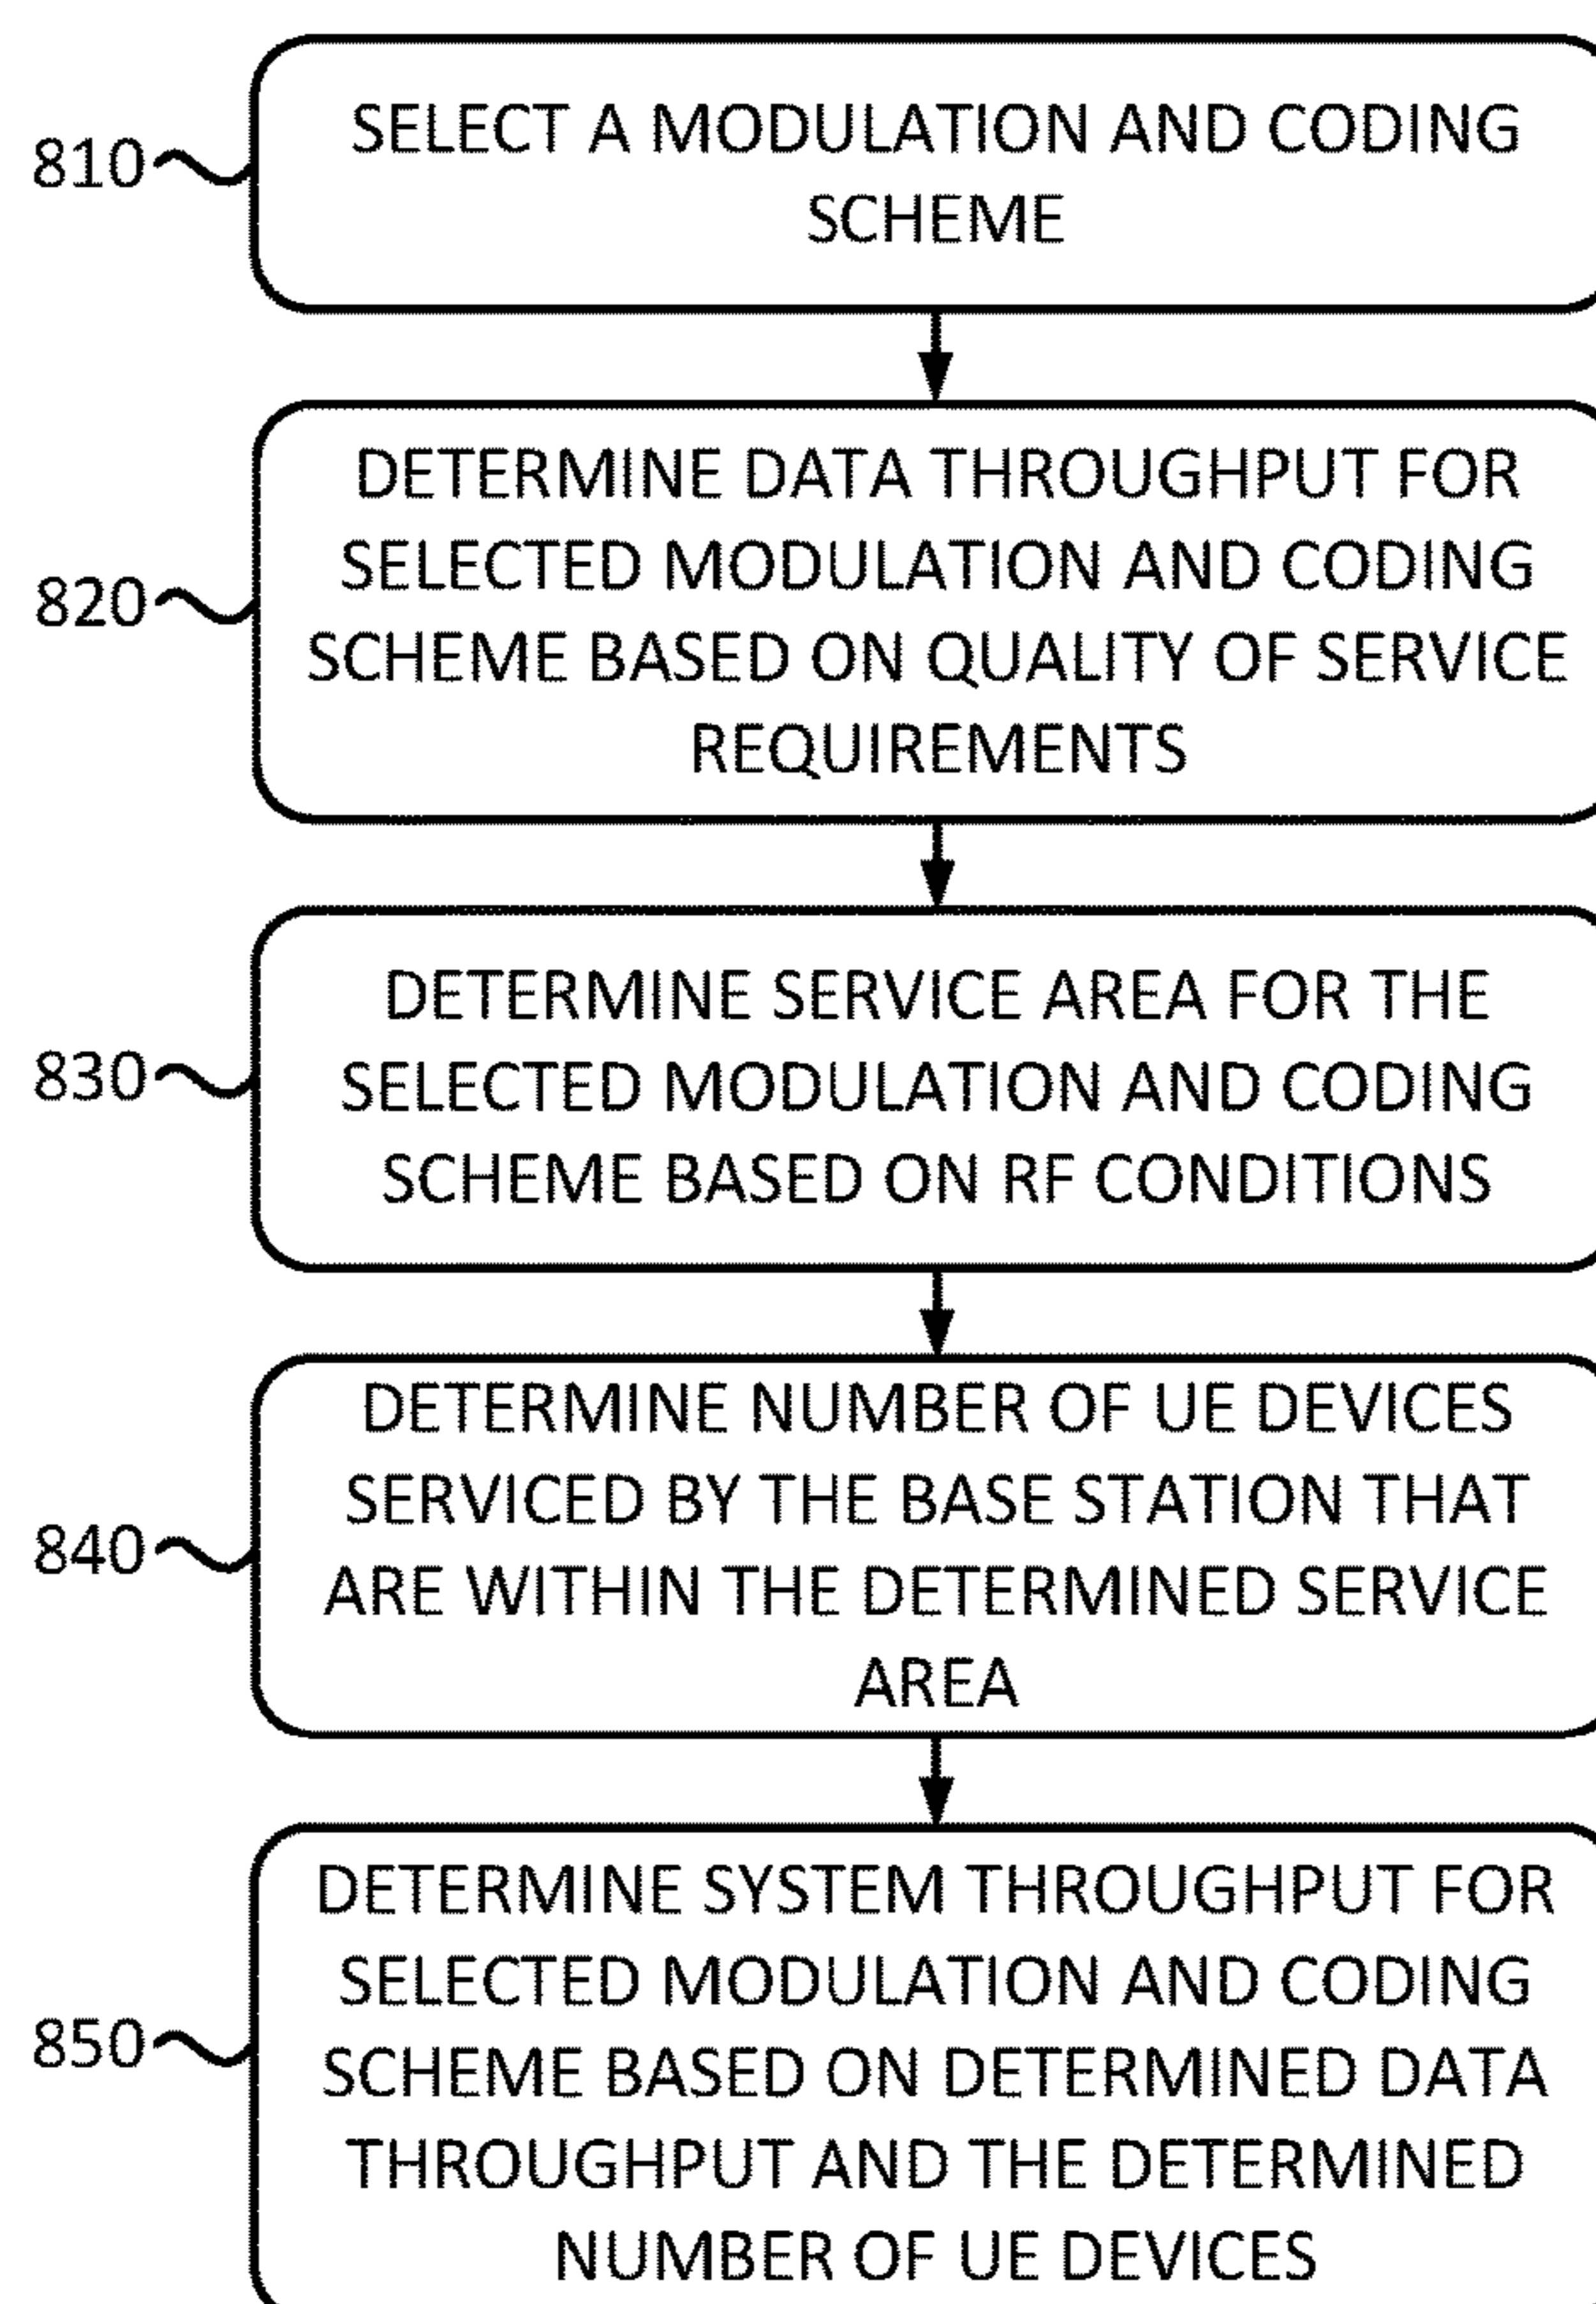 810
SELECT A MODULATION AND CODING
SCHEME
820
DETERMINE DATA THROUGHPUT FOR
SELECTED MODULATION AND CODING
SCHEME BASED ON QUALITY OF SERVICE
REQUIREMENTS
830
DETERMINE SERVICE AREA FOR THE
SELECTED MODULATION AND CODING
SCHEME BASED ON RF CONDITIONS
840
DETERMINE NUMBER OF UE DEVICES
SERVICED BY THE BASE STATION THAT
ARE WITHIN THE DETERMINED SERVICE
AREA
850
DETERMINE SYSTEM THROUGHPUT FOR
SELECTED MODULATION AND CODING
SCHEME BASED ON DETERMINED DATA
THROUGHPUT AND THE DETERMINED
NUMBER OF UE DEVICES